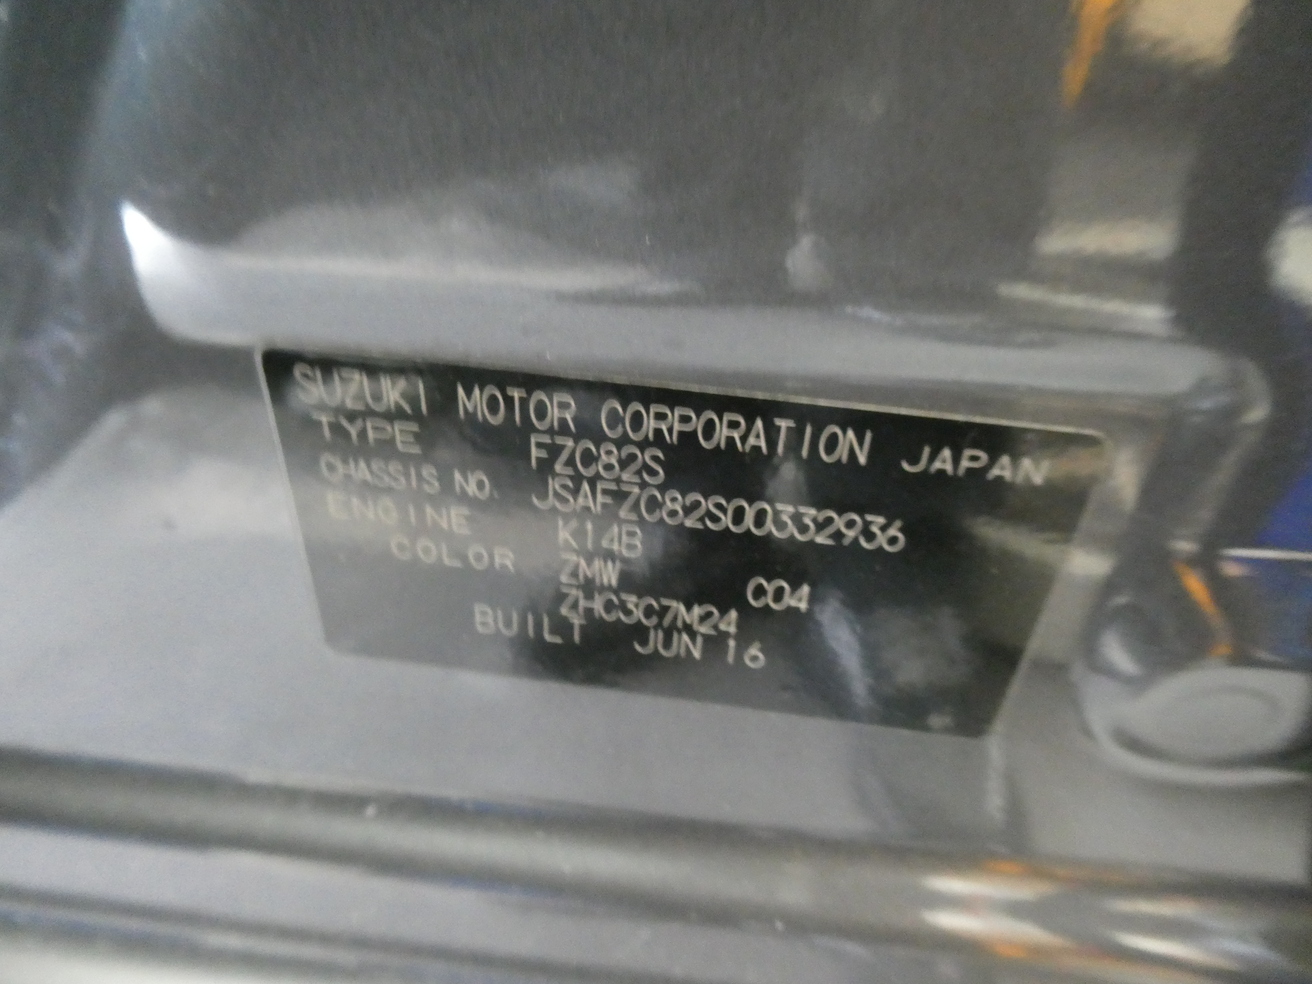 SUZUKI MOTOR CORPORATION JAPAN
TYPE FZC82S
CHASSIS NO. JSAFZC82S00332936
ENGINE K14B
COLOR ZMW C04
ZHC3C7M24
BUILT JUN 16